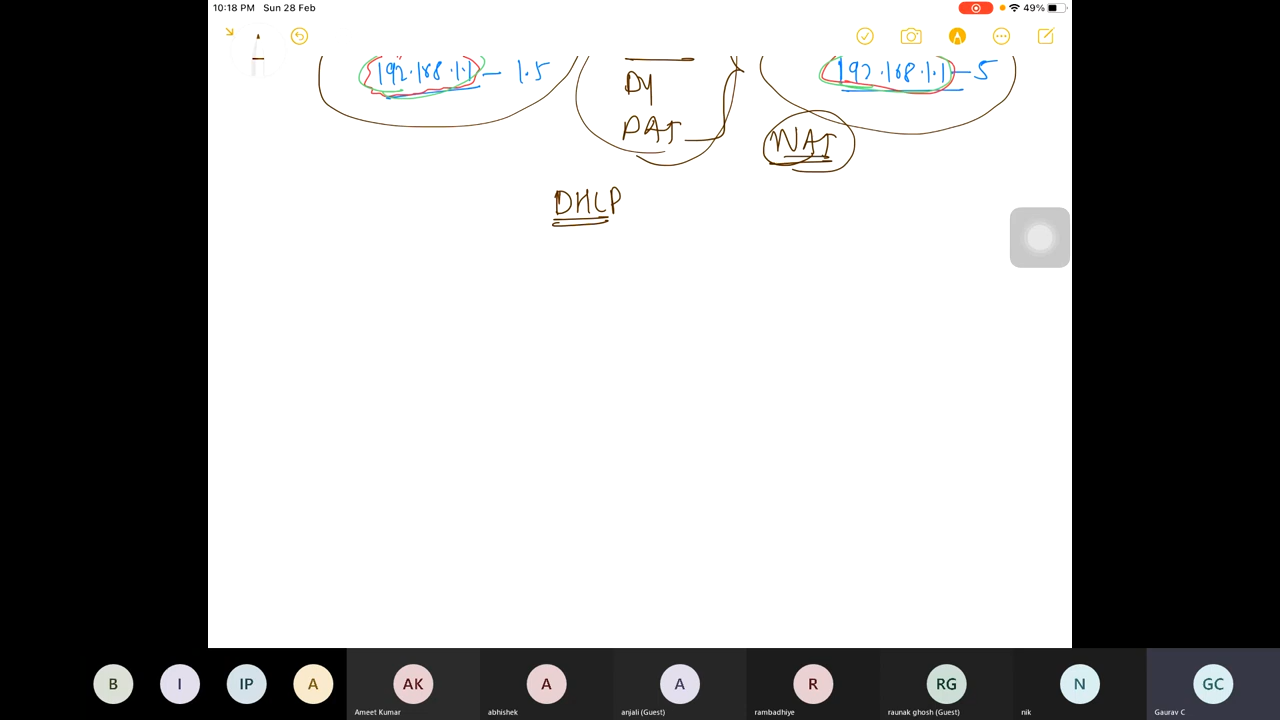 10:18 PM Sun 28 Feb
49%
192.168.1.1 - 1.5
192.168.1.1 - 5
Dy
PAT
NAT
DHCP
B
I
IP
A
AK
A
A
R
RG
N
GC
Ameet Kumar
abhishek
anjali (Guest)
rambadhiye
raunak ghosh (Guest)
nik
Gaurav C